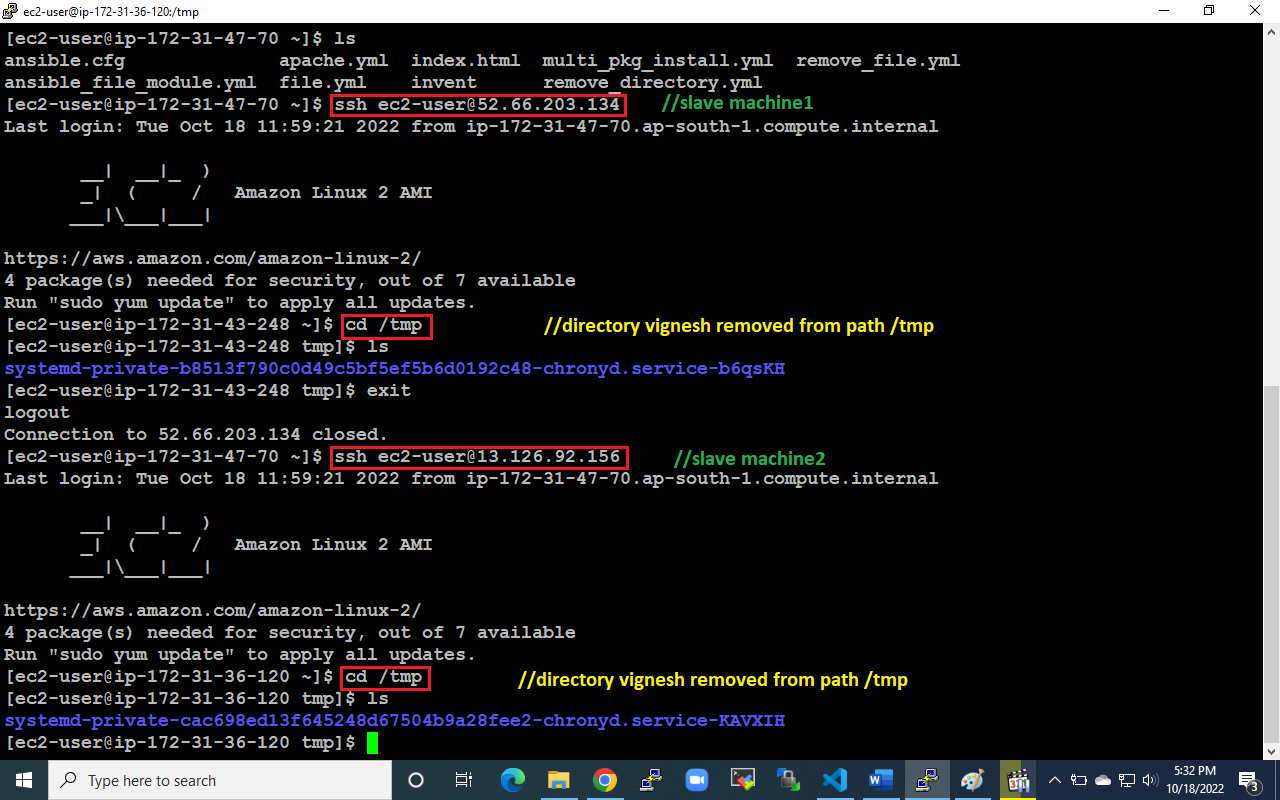 ec2-user@ip-172-31-36-120:/tmp
[ec2-user@ip-172-31-47-70 ~]$ ls
ansible.cfg              apache.yml  index.html  multi_pkg_install.yml  remove_file.yml
ansible_file_module.yml  file.yml    invent      remove_directory.yml
[ec2-user@ip-172-31-47-70 ~]$ ssh ec2-user@52.66.203.134 //slave machine1
Last login: Tue Oct 18 11:59:21 2022 from ip-172-31-47-70.ap-south-1.compute.internal
       __|  __|_  )
       _|  (     /   Amazon Linux 2 AMI
      ___|\___|___|
https://aws.amazon.com/amazon-linux-2/
4 package(s) needed for security, out of 7 available
Run "sudo yum update" to apply all updates.
[ec2-user@ip-172-31-43-248 ~]$ cd /tmp //directory vignesh removed from path /tmp
[ec2-user@ip-172-31-43-248 tmp]$ ls
systemd-private-b8513f790c0d49c5bf5ef5b6d0192c48-chronyd.service-b6qsKH
[ec2-user@ip-172-31-43-248 tmp]$ exit
logout
Connection to 52.66.203.134 closed.
[ec2-user@ip-172-31-47-70 ~]$ ssh ec2-user@13.126.92.156 //slave machine2
Last login: Tue Oct 18 11:59:21 2022 from ip-172-31-47-70.ap-south-1.compute.internal
       __|  __|_  )
       _|  (     /   Amazon Linux 2 AMI
      ___|\___|___|
https://aws.amazon.com/amazon-linux-2/
4 package(s) needed for security, out of 7 available
Run "sudo yum update" to apply all updates.
[ec2-user@ip-172-31-36-120 ~]$ cd /tmp //directory vignesh removed from path /tmp
[ec2-user@ip-172-31-36-120 tmp]$ ls
systemd-private-cac698ed13f645248d67504b9a28fee2-chronyd.service-KAVXIH
[ec2-user@ip-172-31-36-120 tmp]$
Type here to search
5:32 PM
10/18/2022
3